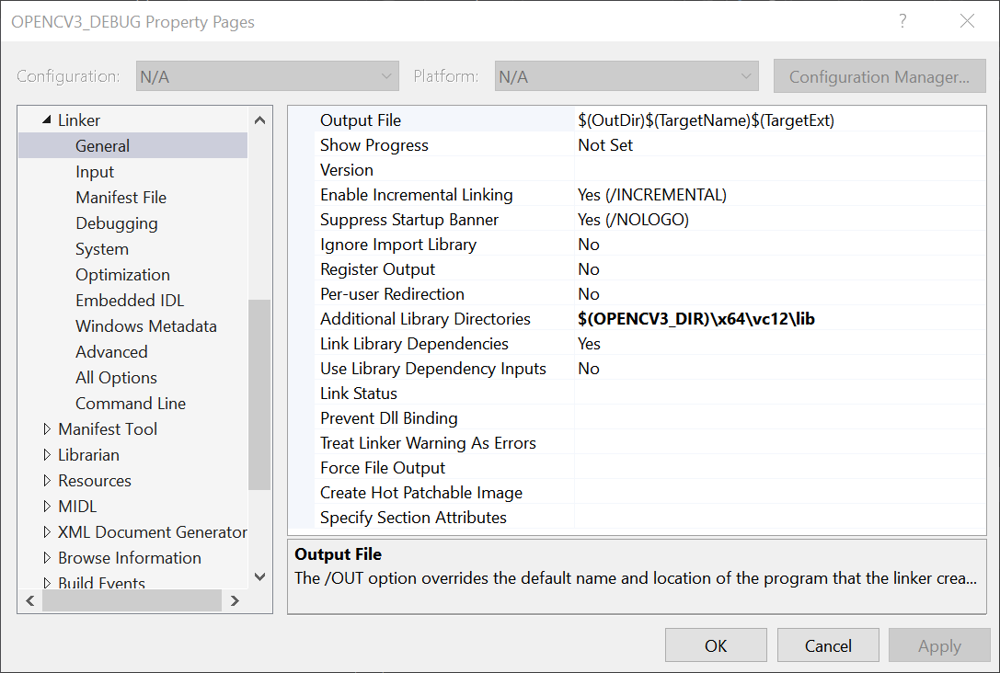 OPENCV3_DEBUG Property Pages
?
Configuration: N/A Platform: N/A Configuration Manager...
Linker
General
Input
Manifest File
Debugging
System
Optimization
Embedded IDL
Windows Metadata
Advanced
All Options
Command Line
Manifest Tool
Librarian
Resources
MIDL
XML Document Generator
Browse Information
Build Events
Output File $(OutDir)$(TargetName)$(TargetExt)
Show Progress Not Set
Version
Enable Incremental Linking Yes (/INCREMENTAL)
Suppress Startup Banner Yes (/NOLOGO)
Ignore Import Library No
Register Output No
Per-user Redirection No
Additional Library Directories $(OPENCV3_DIR)\x64\vc12\lib
Link Library Dependencies Yes
Use Library Dependency Inputs No
Link Status
Prevent Dll Binding
Treat Linker Warning As Errors
Force File Output
Create Hot Patchable Image
Specify Section Attributes
Output File
The /OUT option overrides the default name and location of the program that the linker crea...
OK Cancel Apply